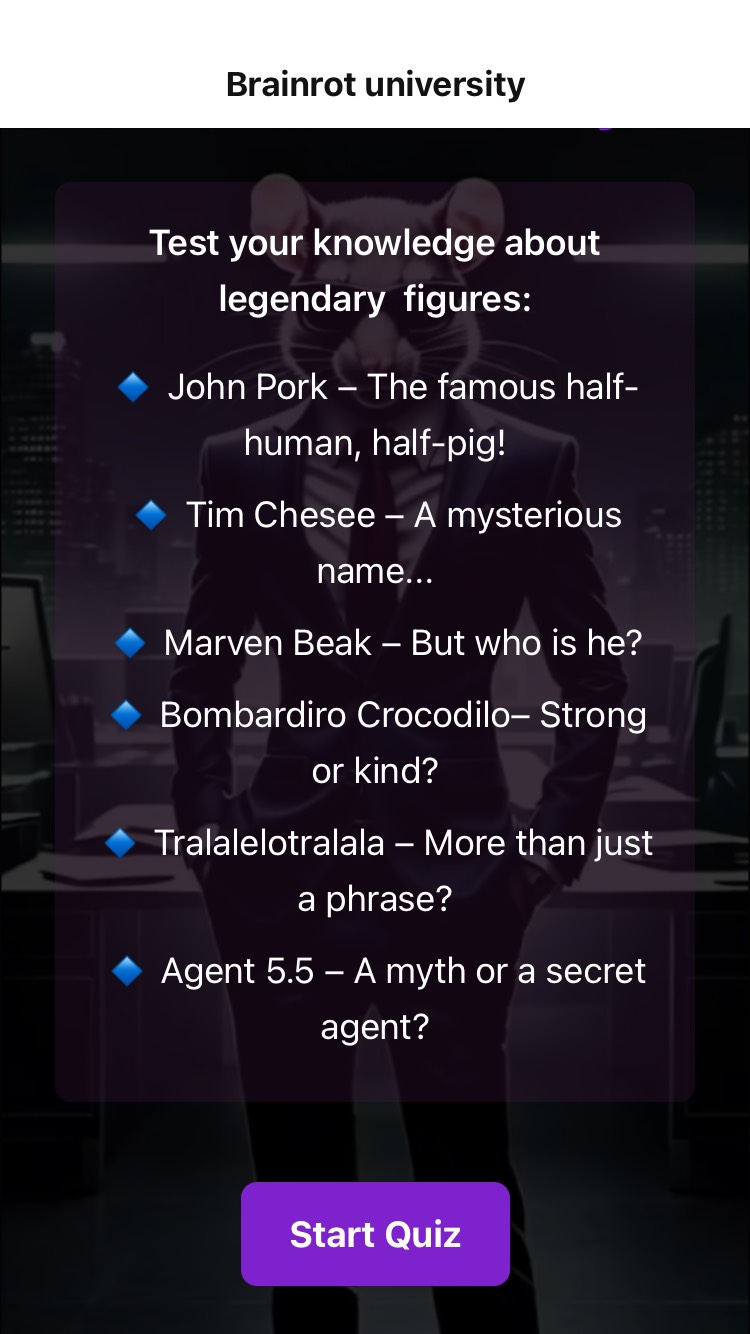 Brainrot university
Test your knowledge about
legendary  figures:
🔷 John Pork – The famous half-
human, half-pig!
🔷 Tim Chesee – A mysterious
name...
🔷 Marven Beak – But who is he?
🔷 Bombardiro Crocodilo– Strong
or kind?
🔷 Tralalelotralala – More than just
a phrase?
🔷 Agent 5.5 – A myth or a secret
agent?
Start Quiz